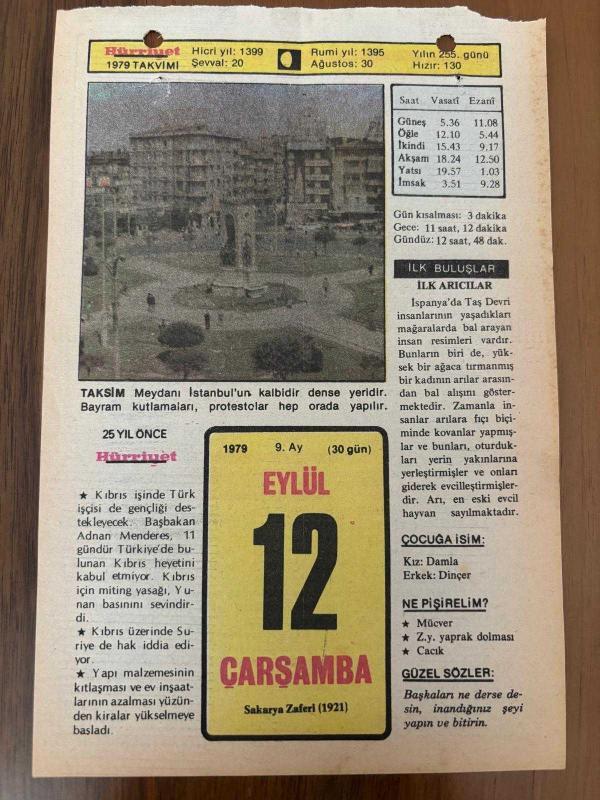 Hürriyet
1979 TAKVİMİ
Hicri yıl: 1399
Şevval: 20
Rumi yıl: 1395
Ağustos: 30
Yılın 255. günü
Hızır: 130
Saat Vasatî Ezanî
Güneş 5.36 11.08
Öğle 12.10 5.44
İkindi 15.43 9.17
Akşam 18.24 12.50
Yatsı 19.57 1.03
İmsak 3.51 9.28
Gün kısalması: 3 dakika
Gece: 11 saat, 12 dakika
Gündüz: 12 saat, 48 dak.
İLK BULUŞLAR
İLK ARICILAR
İspanya'da Taş Devri
insanlarının yaşadıkları
mağaralarda bal arayan
insan resimleri vardır.
Bunların biri de, yük-
sek bir ağaca tırmanmış
bir kadının arılar arasın-
dan bal alışını göster-
mektedir. Zamanla in-
sanlar arılara fıçı biçi-
minde kovanlar yapmış-
lar ve bunları, oturduk-
ları yerin yakınlarına
yerleştirmişler ve onları
giderek evcilleştirmişler-
dir. Arı, en eski evcil
hayvan sayılmaktadır.
TAKSİM Meydanı İstanbul'un kalbidir dense yeridir.
Bayram kutlamaları, protestolar hep orada yapılır.
25 YIL ÖNCE
Hürriyet
★ Kıbrıs işinde Türk
işçisi de gençliği des-
tekleyecek. Başbakan
Adnan Menderes, 11
gündür Türkiye'de bu-
lunan Kıbrıs heyetini
kabul etmiyor. Kıbrıs
için miting yasağı, Yu-
nan basınını sevindir-
di.
★ Kıbrıs üzerinde Su-
riye de hak iddia edi-
yor.
★ Yapı malzemesinin
kıtlaşması ve ev inşaat-
larının azalması yüzün-
den kiralar yükselmeye
başladı.
1979 9. Ay (30 gün)
EYLÜL
12
ÇARŞAMBA
Sakarya Zaferi (1921)
ÇOCUĞA İSİM:
Kız: Damla
Erkek: Dinçer
NE PİŞİRELİM?
★ Mücver
★ Z.y. yaprak dolması
★ Cacık
GÜZEL SÖZLER:
Başkaları ne derse de-
sin, inandığınız şeyi
yapın ve bitirin.